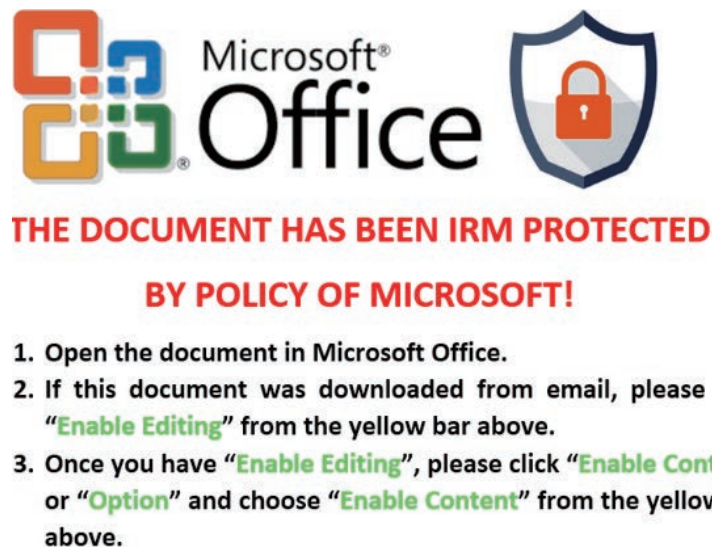 Microsoft®
Office
THE DOCUMENT HAS BEEN IRM PROTECTED
BY POLICY OF MICROSOFT!
1. Open the document in Microsoft Office.
2. If this document was downloaded from email, please
“Enable Editing” from the yellow bar above.
3. Once you have “Enable Editing”, please click “Enable Cont
or “Option” and choose “Enable Content” from the yellow
above.